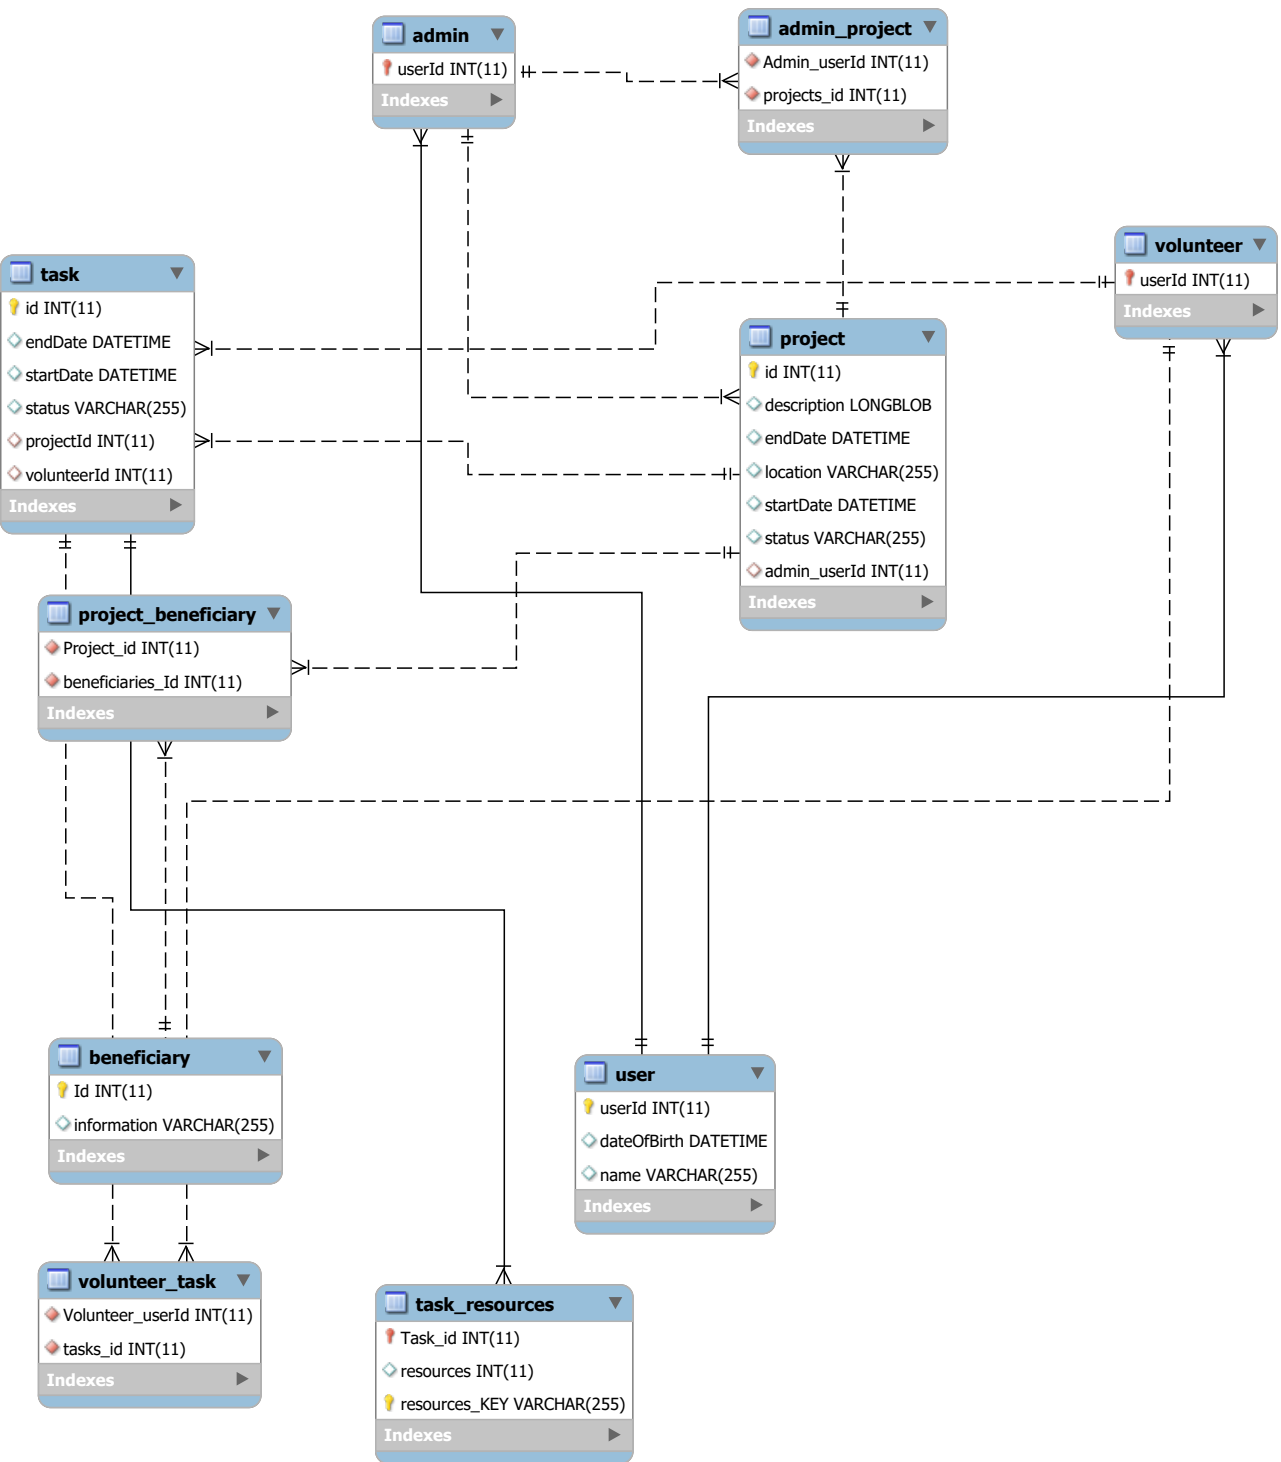 admin
userId INT(11)
Indexes
admin_project
Admin_userId INT(11)
projects_id INT(11)
Indexes
volunteer
userId INT(11)
Indexes
task
id INT(11)
endDate DATETIME
startDate DATETIME
status VARCHAR(255)
projectId INT(11)
volunteerId INT(11)
Indexes
project
id INT(11)
description LONGBLOB
endDate DATETIME
location VARCHAR(255)
startDate DATETIME
status VARCHAR(255)
admin_userId INT(11)
Indexes
project_beneficiary
Project_id INT(11)
beneficiaries_Id INT(11)
Indexes
beneficiary
Id INT(11)
information VARCHAR(255)
Indexes
user
userId INT(11)
dateOfBirth DATETIME
name VARCHAR(255)
Indexes
volunteer_task
Volunteer_userId INT(11)
tasks_id INT(11)
Indexes
task_resources
Task_id INT(11)
resources INT(11)
resources_KEY VARCHAR(255)
Indexes